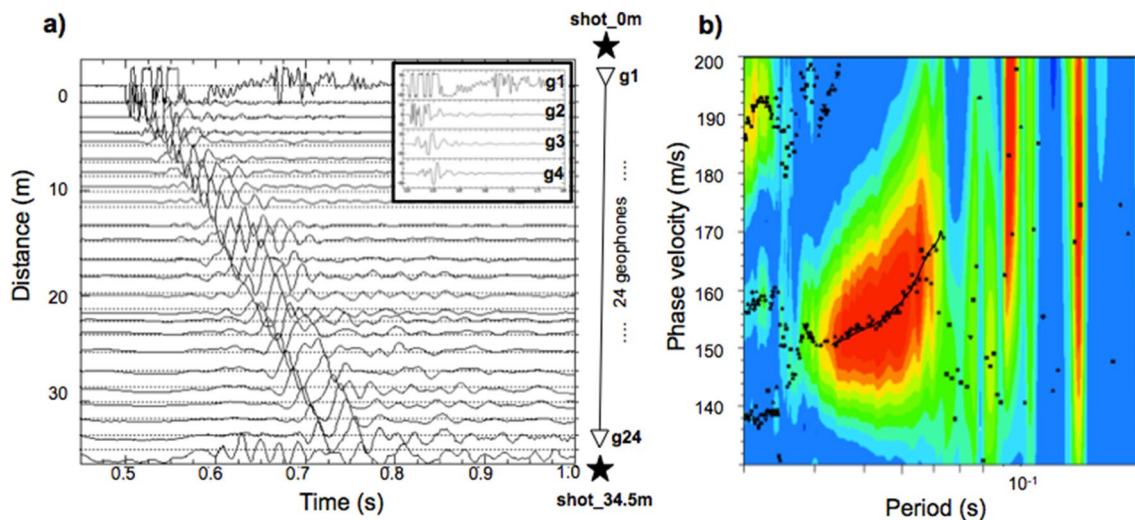 a)
shot_0m
b)
g1
g2
g3
g4
0
10
20
30
Distance (m)
0.5 0.6 0.7 0.8 0.9 1.0
Time (s)
g1
24 geophones
g24
shot_34.5m
200
190
180
170
160
150
140
Phase velocity (m/s)
10⁻¹
Period (s)